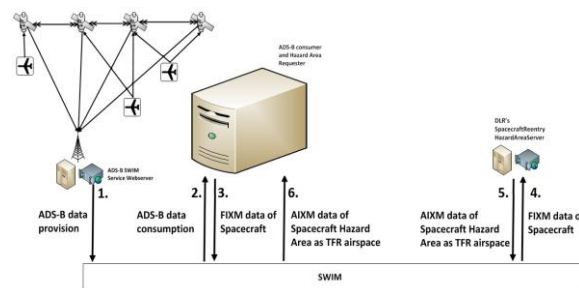 ADS-B consumer
and Hazard Area
Requester
DLR's
SpacecraftReentry
HazardAreaServer
ADS-B SWIM
Service Webserver
1.
2.
3.
6.
5.
4.
ADS-B data
provision
ADS-B data
consumption
FIXM data of
Spacecraft
AIXM data of
Spacecraft Hazard
Area as TFR airspace
AIXM data of
Spacecraft Hazard
Area as TFR airspace
FIXM data of
Spacecraft
SWIM